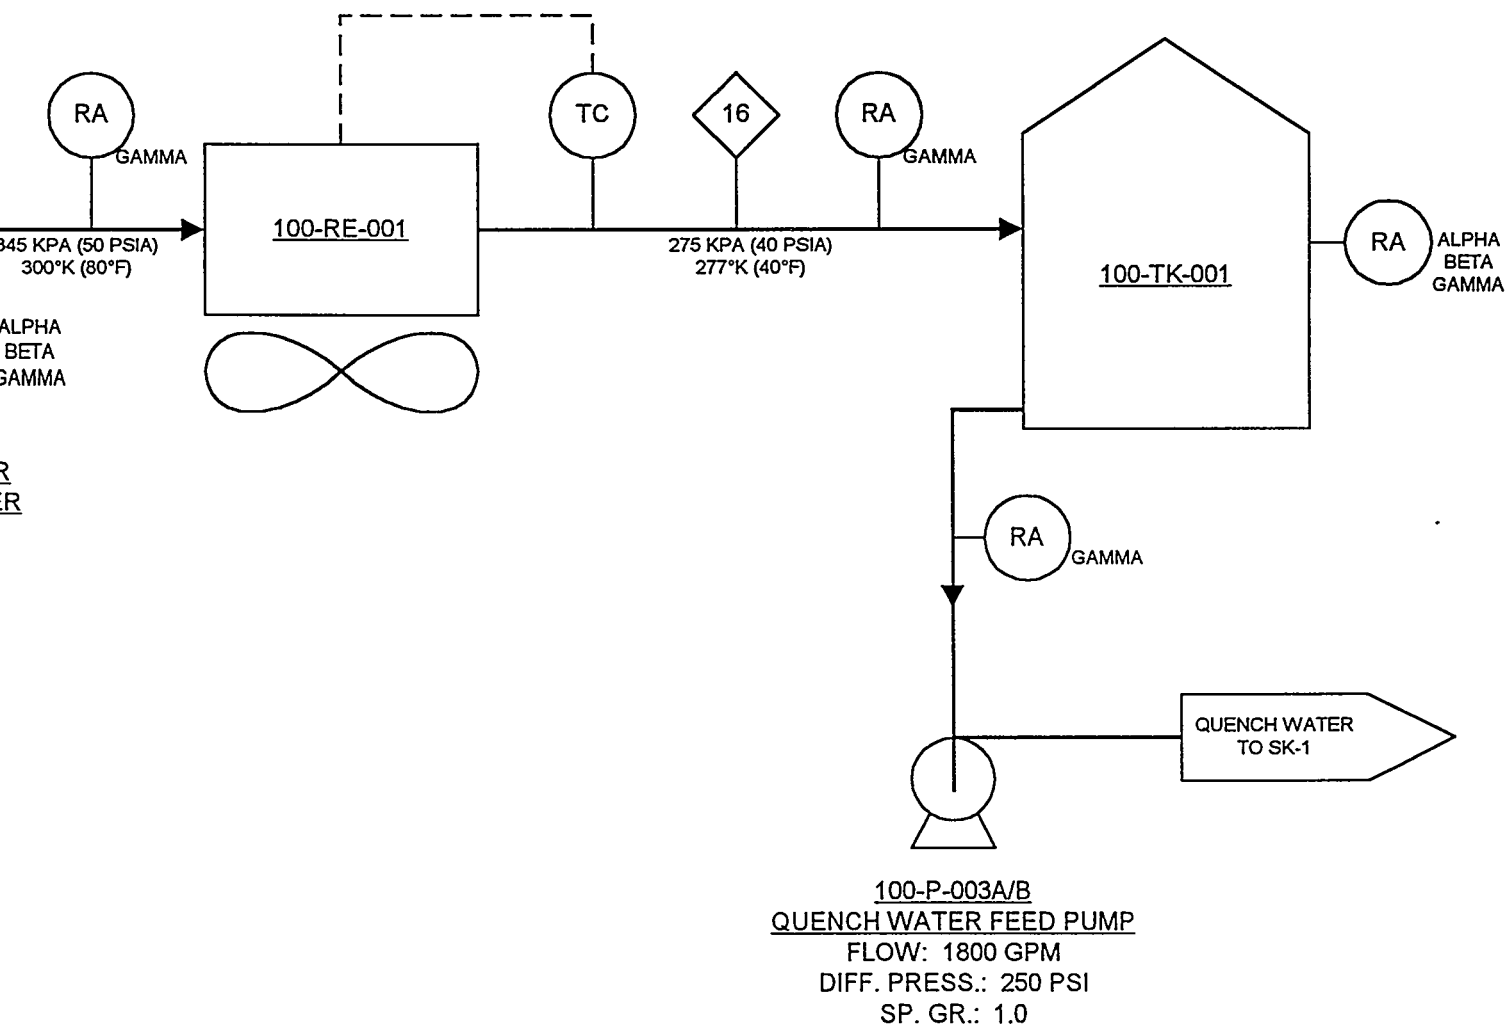 RA
GAMMA
TC
16
RA
GAMMA
100-RE-001
345 KPA (50 PSIA)
300°K (80°F)
275 KPA (40 PSIA)
277°K (40°F)
100-TK-001
RA
ALPHA
BETA
GAMMA
ALPHA
BETA
GAMMA
R
ER
RA
GAMMA
QUENCH WATER
TO SK-1
100-P-003A/B
QUENCH WATER FEED PUMP
FLOW: 1800 GPM
DIFF. PRESS.: 250 PSI
SP. GR.: 1.0